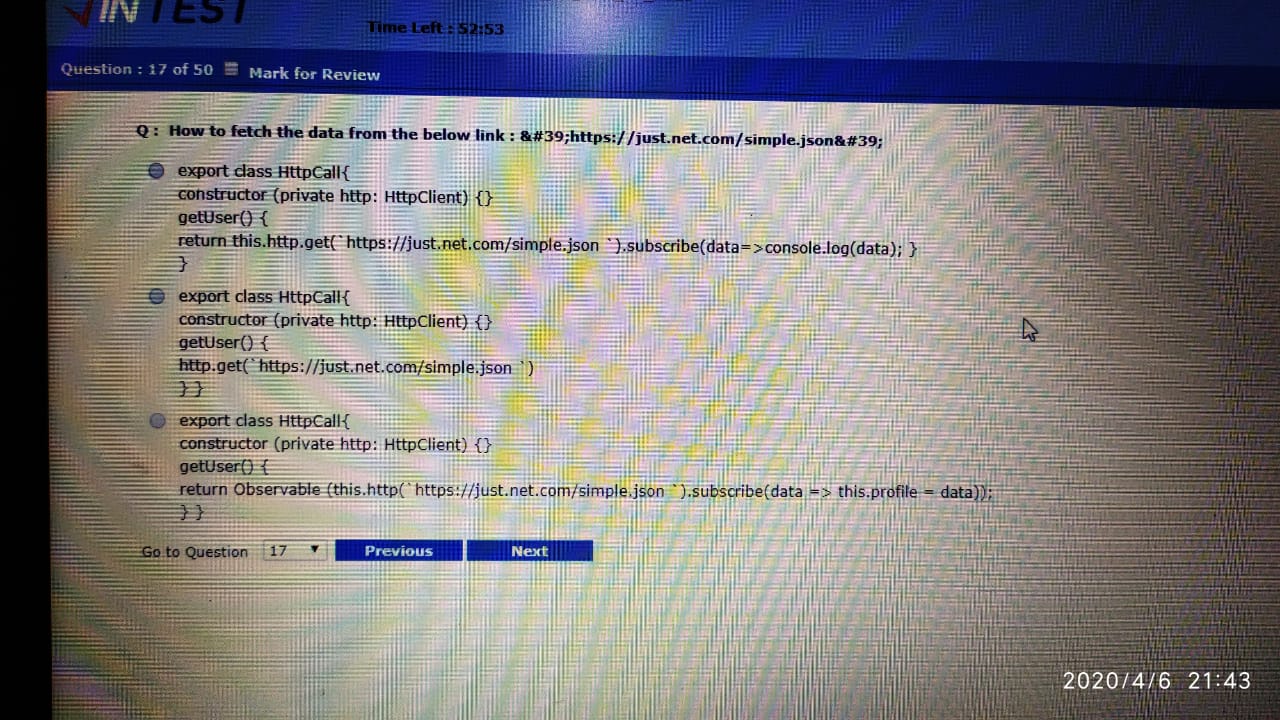 IN TEST
Time Left : 52:53
Question : 17 of 50 Mark for Review
Q : How to fetch the data from the below link : &#39;https://just.net.com/simple.json&#39;
export class HttpCall{
constructor (private http: HttpClient) {}
getUser() {
return this.http.get(`https://just.net.com/simple.json `).subscribe(data=>console.log(data); }
}
export class HttpCall{
constructor (private http: HttpClient) {}
getUser() {
http.get(`https://just.net.com/simple.json `)
} }
export class HttpCall{
constructor (private http: HttpClient) {}
getUser() {
return Observable (this.http(`https://just.net.com/simple.json `).subscribe(data => this.profile = data));
} }
Go to Question 17 Previous Next
2020/4/6 21:43